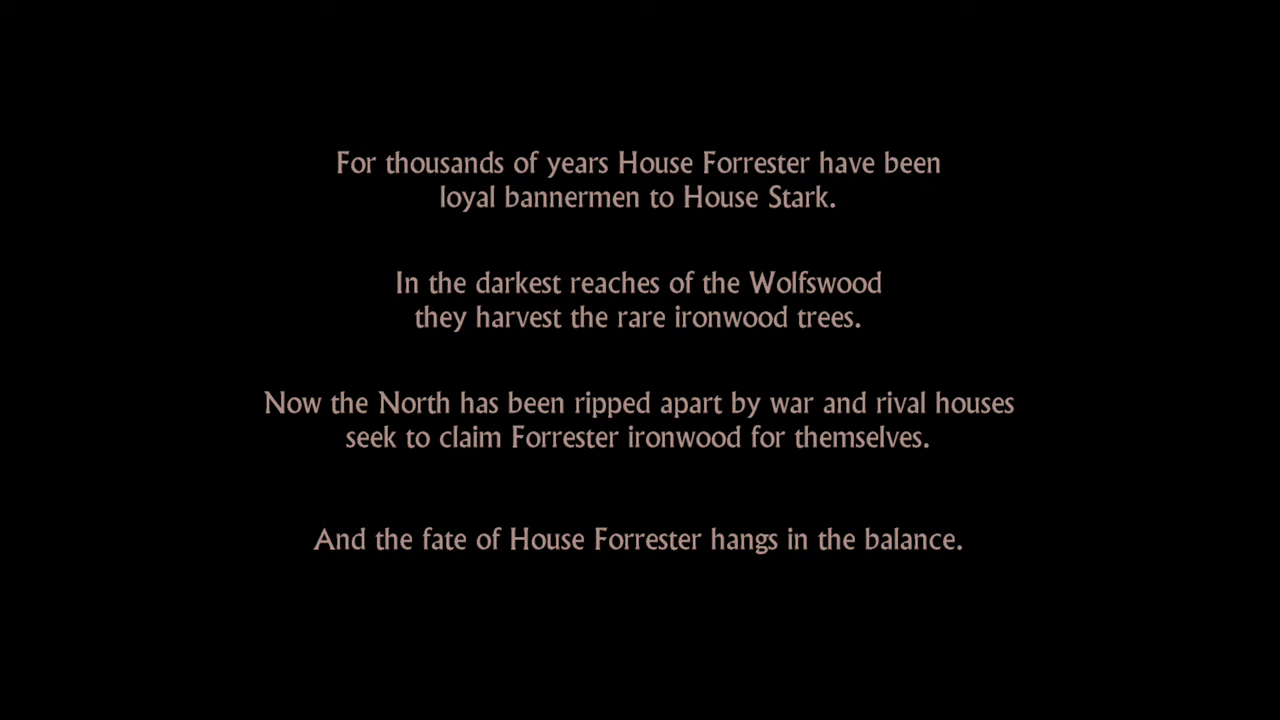 For thousands of years House Forrester have been
loyal bannermen to House Stark.
In the darkest reaches of the Wolfswood
they harvest the rare ironwood trees.
Now the North has been ripped apart by war and rival houses
seek to claim Forrester ironwood for themselves.
And the fate of House Forrester hangs in the balance.